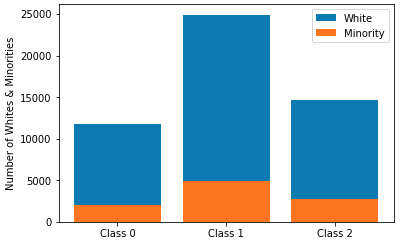 White
Minority
Number of Whites & Minorities
25000
20000
15000
10000
5000
0
Class 0
Class 1
Class 2